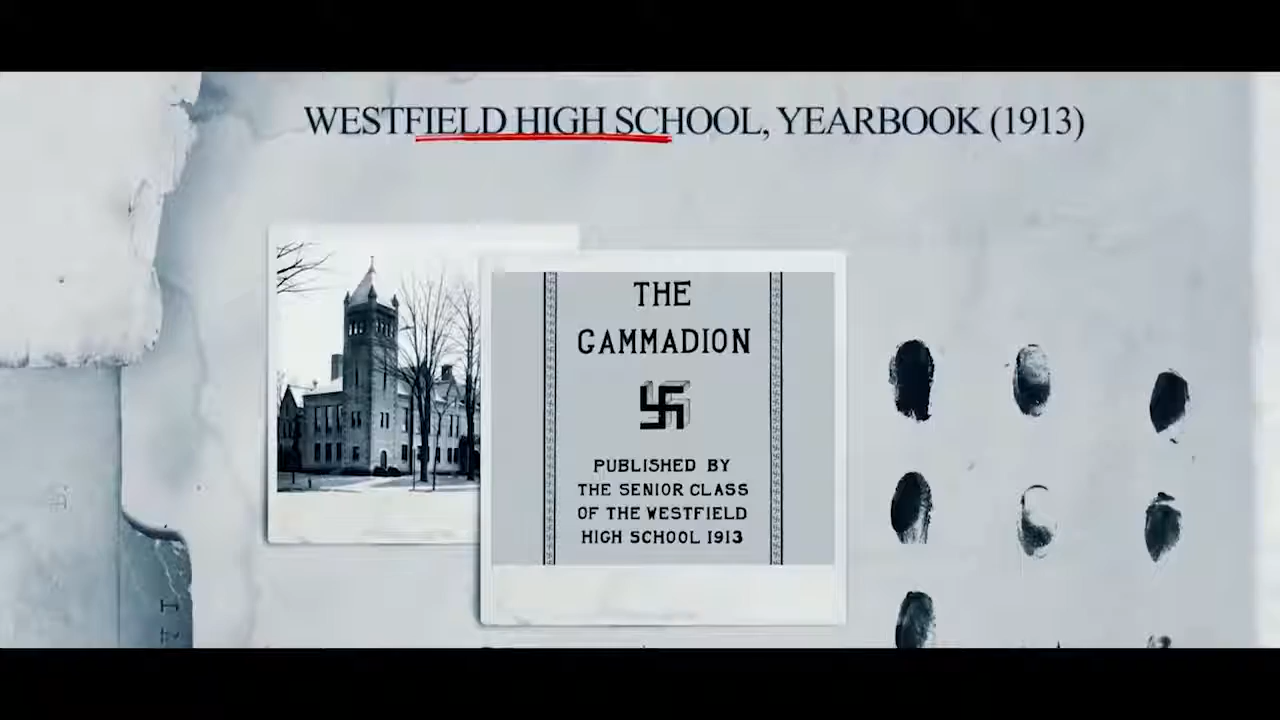 WESTFIELD HIGH SCHOOL, YEARBOOK (1913)
THE
GAMMADION
PUBLISHED BY
THE SENIOR CLASS
OF THE WESTFIELD
HIGH SCHOOL 1913